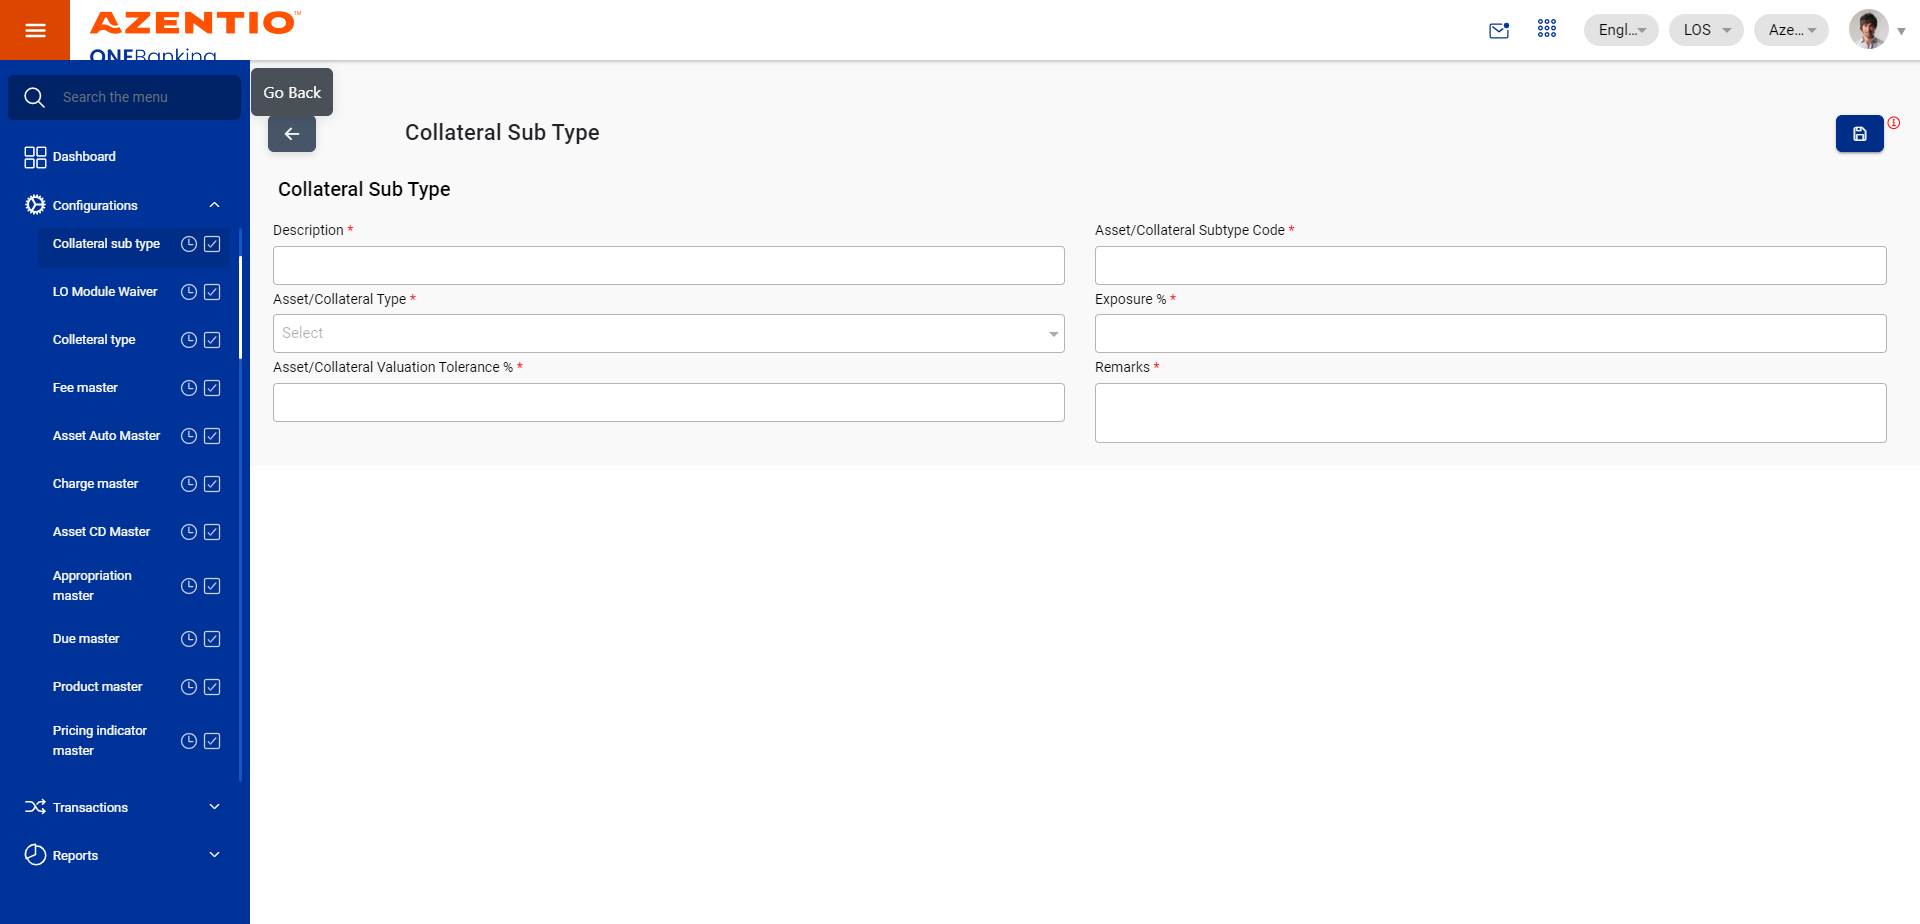 AZENTIO™
ONEBanking
Engl...
LOS
Aze...
Search the menu
Go Back
Dashboard
Configurations
Collateral sub type
LO Module Waiver
Colleteral type
Fee master
Asset Auto Master
Charge master
Asset CD Master
Appropriation
master
Due master
Product master
Pricing indicator
master
Transactions
Reports
Collateral Sub Type
Collateral Sub Type
Description *
Asset/Collateral Subtype Code *
Asset/Collateral Type *
Select
Exposure % *
Asset/Collateral Valuation Tolerance % *
Remarks *